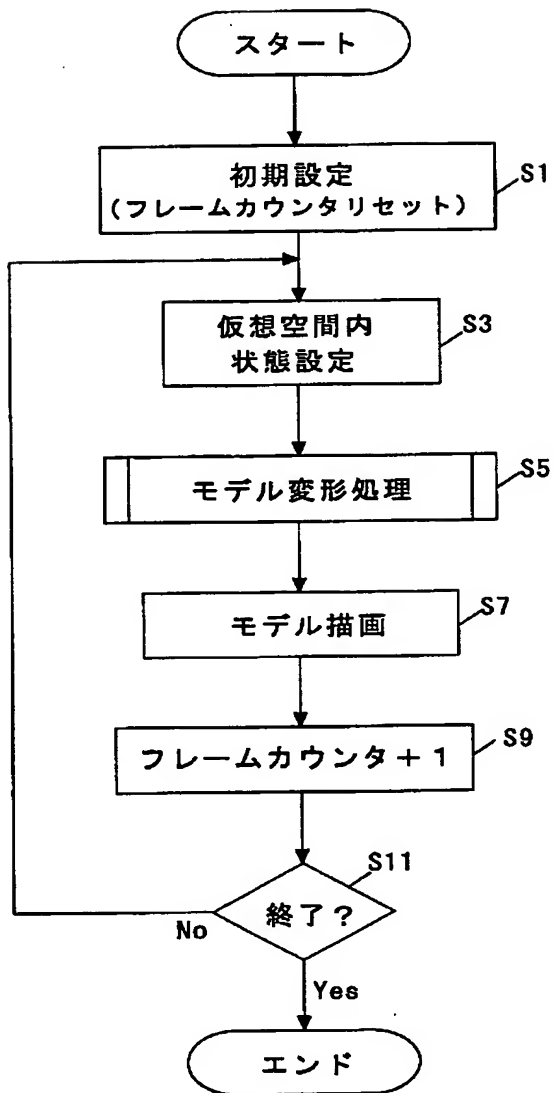 スタート
初期設定
(フレームカウンタリセット)
S1
仮想空間内
状態設定
S3
モデル変形処理
S5
モデル描画
S7
フレームカウンタ+1
S9
終了?
S11
No
Yes
エンド